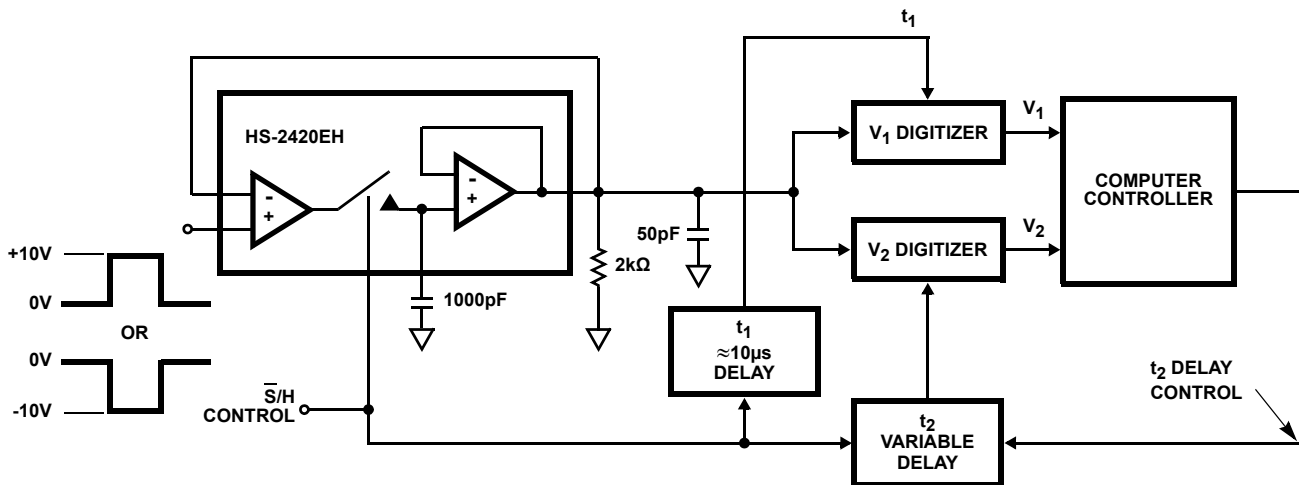 t1
HS-2420EH
-
+
-
+
V1 DIGITIZER
V1
V2 DIGITIZER
V2
COMPUTER
CONTROLLER
+10V
0V
OR
0V
-10V
50pF
2kΩ
1000pF
t1
≈10µs
DELAY
S̅/H
CONTROL
t2
VARIABLE
DELAY
t2 DELAY
CONTROL